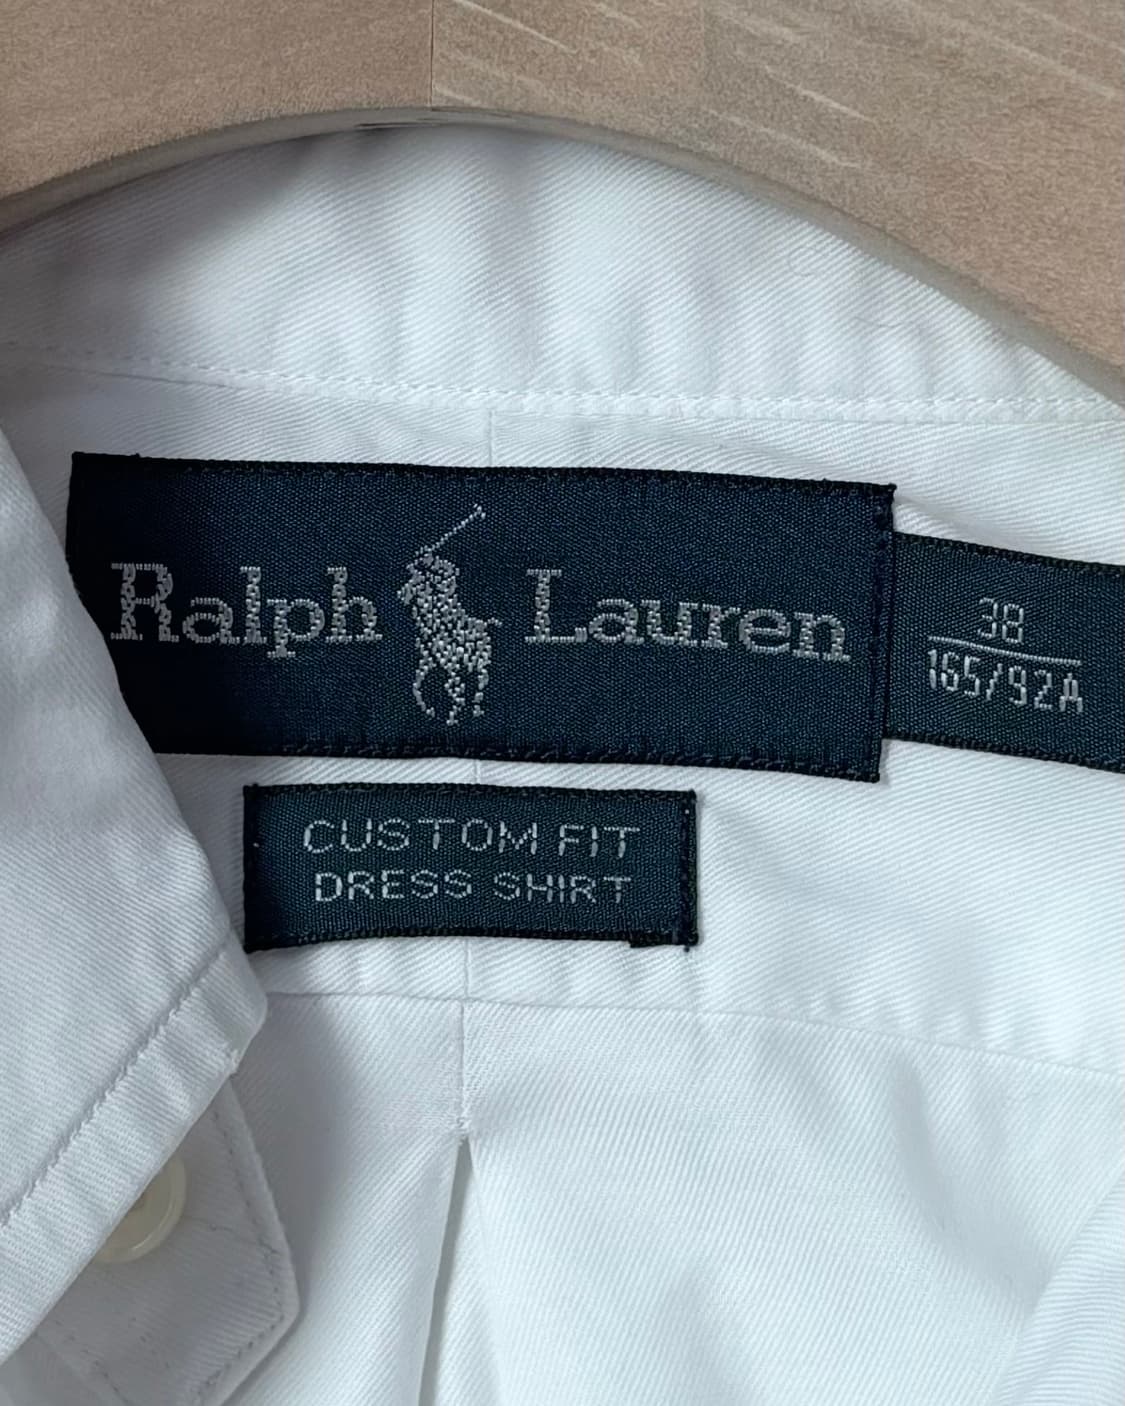 Ralph Lauren
38
165/92A
CUSTOM FIT
DRESS SHIRT